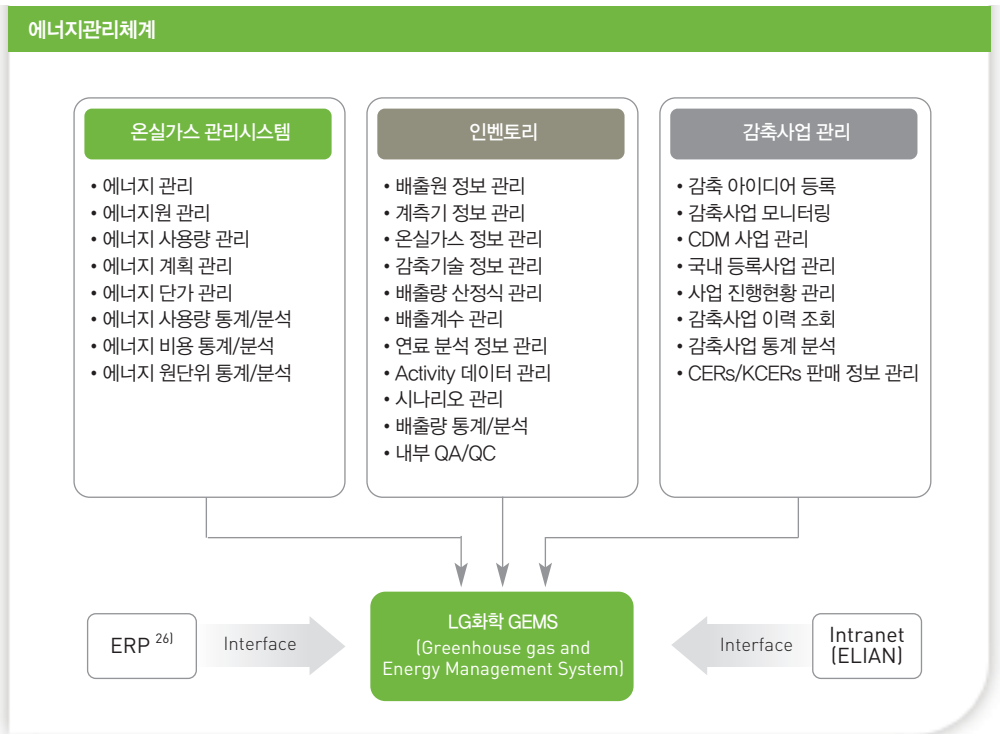 에너지관리체계
온실가스 관리시스템
• 에너지 관리
• 에너지원 관리
• 에너지 사용량 관리
• 에너지 계획 관리
• 에너지 단가 관리
• 에너지 사용량 통계/분석
• 에너지 비용 통계/분석
• 에너지 원단위 통계/분석
인벤토리
• 배출원 정보 관리
• 계측기 정보 관리
• 온실가스 정보 관리
• 감축기술 정보 관리
• 배출량 산정식 관리
• 배출계수 관리
• 연료 분석 정보 관리
• Activity 데이터 관리
• 시나리오 관리
• 배출량 통계/분석
• 내부 QA/QC
감축사업 관리
• 감축 아이디어 등록
• 감축사업 모니터링
• CDM 사업 관리
• 국내 등록사업 관리
• 사업 진행현황 관리
• 감축사업 이력 조회
• 감축사업 통계 분석
• CERs/KCERs 판매 정보 관리
ERP 26)
Interface
LG화학 GEMS
(Greenhouse gas and
Energy Management System)
Interface
Intranet
(ELIAN)